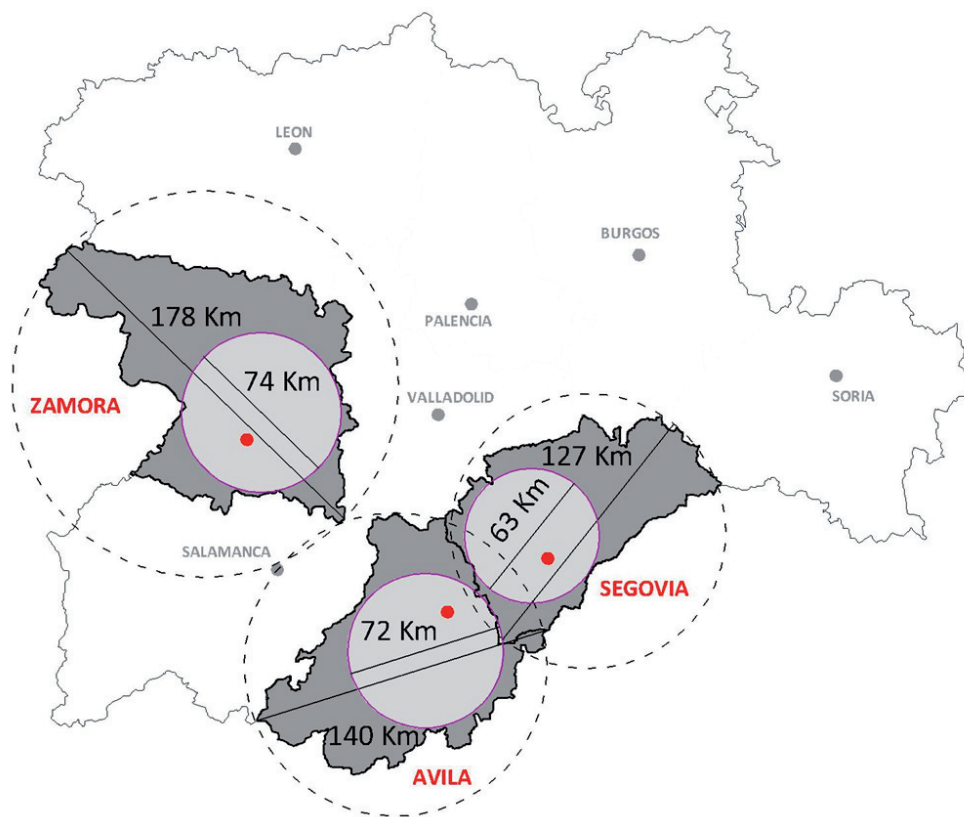 LEON
BURGOS
PALENCIA
178 Km
74 Km
SORIA
ZAMORA
VALLADOLID
127 Km
63 Km
SALAMANCA
SEGOVIA
72 Km
140 Km
AVILA